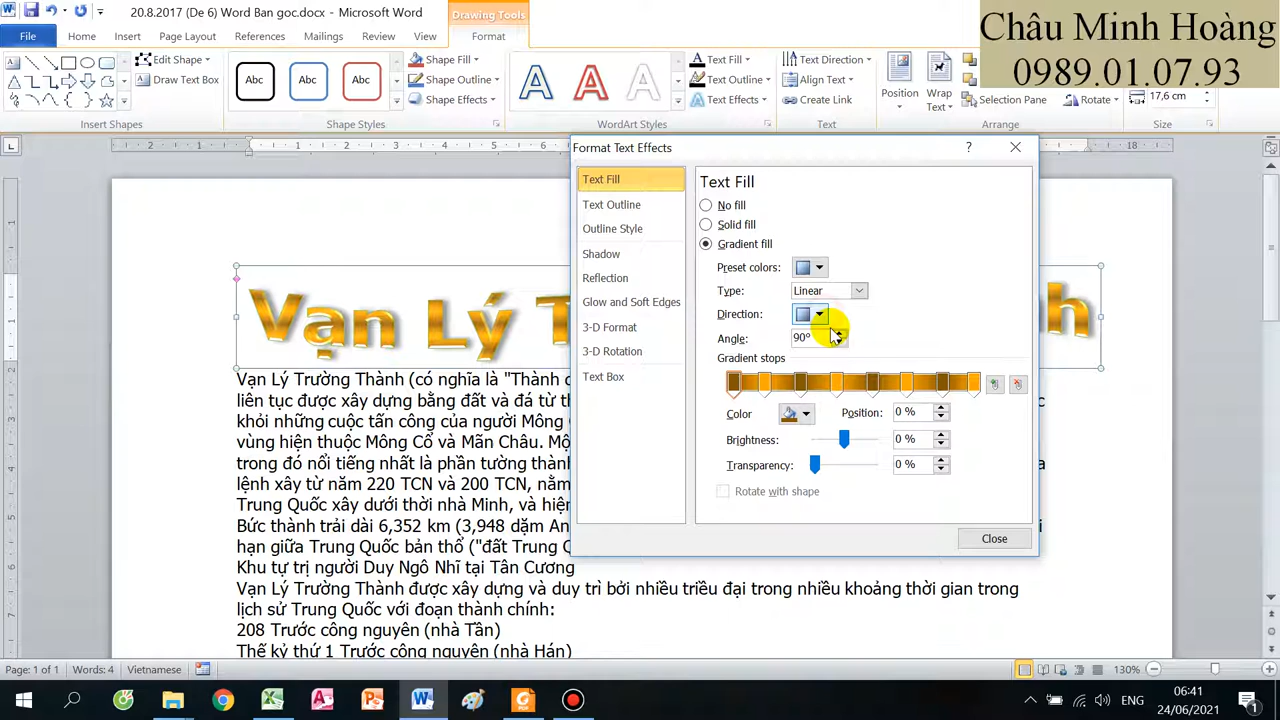 20.8.2017 (De 6) Word Ban goc.docx - Microsoft Word
Drawing Tools
Châu Minh Hoàng
0989.01.07.93
File Home Insert Page Layout References Mailings Review View Format
Edit Shape
Draw Text Box
Insert Shapes
Abc Abc Abc
Shape Fill
Shape Outline
Shape Effects
Shape Styles
A A A
Text Fill
Text Outline
Text Effects
WordArt Styles
Text Direction
Align Text
Create Link
Text
Position
Wrap Text
Selection Pane
Rotate
Arrange
17,6 cm
Size
2 1 1 2 3 4 5 6 18
Format Text Effects
Text Fill
Text Outline
Outline Style
Shadow
Reflection
Glow and Soft Edges
3-D Format
3-D Rotation
Text Box
Text Fill
No fill
Solid fill
Gradient fill
Preset colors:
Type: Linear
Direction:
Angle: 90°
Gradient stops
Color Position: 0 %
Brightness: 0 %
Transparency: 0 %
Rotate with shape
Close
Vạn Lý
Vạn Lý Trường Thành (có nghĩa là "Thành
liên tục được xây dựng bằng đất và đá từ
khỏi những cuộc tấn công của người Mông
vùng hiện thuộc Mông Cổ và Mãn Châu.
trong đó nổi tiếng nhất là phần tường thành
lệnh xây từ năm 220 TCN và 200 TCN,
Trung Quốc xây dưới thời nhà Minh, và
Bức thành trải dài 6,352 km (3,948 dặm
hạn giữa Trung Quốc bản thổ ("đất Trung
Khu tự trị người Duy Ngô Nhĩ tại Tân Cương
Vạn Lý Trường Thành được xây dựng và duy trì bởi nhiều triều đại trong nhiều khoảng thời gian trong
lịch sử Trung Quốc với đoạn thành chính:
208 Trước công nguyên (nhà Tần)
Thế kỷ thứ 1 Trước công nguyên (nhà Hán)
Page: 1 of 1 Words: 4 Vietnamese 130%
ENG
06:41
24/06/2021